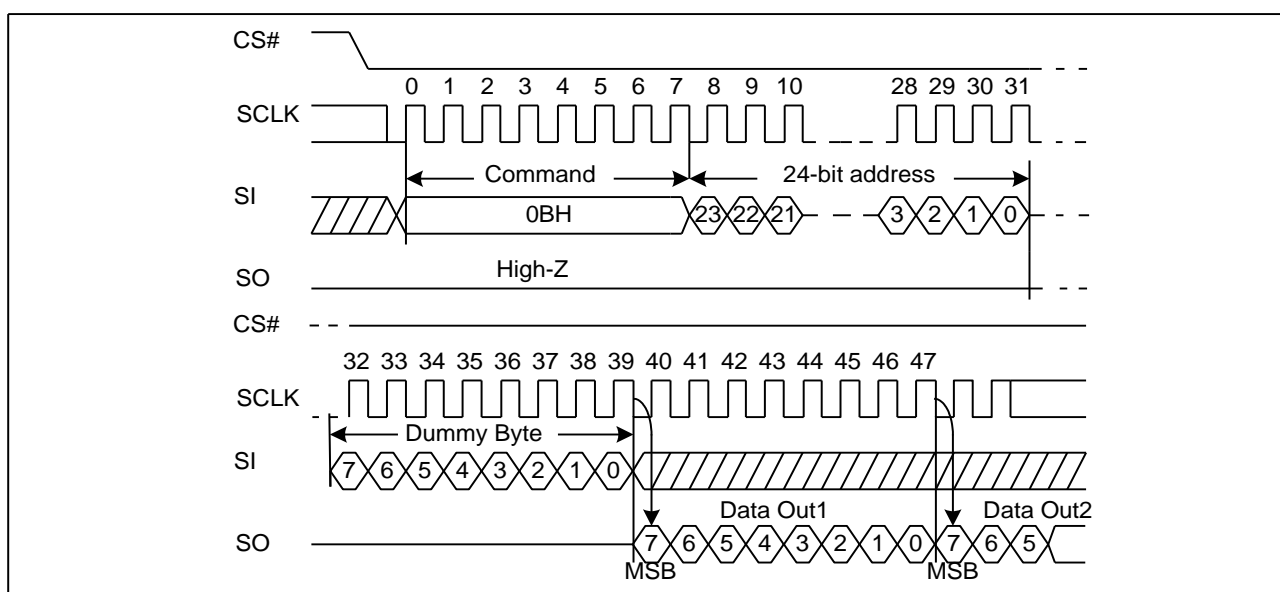 CS#
0 1 2 3 4 5 6 7 8 9 10 28 29 30 31
SCLK
Command 24-bit address
SI
0BH 23 22 21 3 2 1 0
SO High-Z
CS#
32 33 34 35 36 37 38 39 40 41 42 43 44 45 46 47
SCLK
Dummy Byte
SI
7 6 5 4 3 2 1 0
Data Out1 Data Out2
SO
7 6 5 4 3 2 1 0 7 6 5
MSB MSB